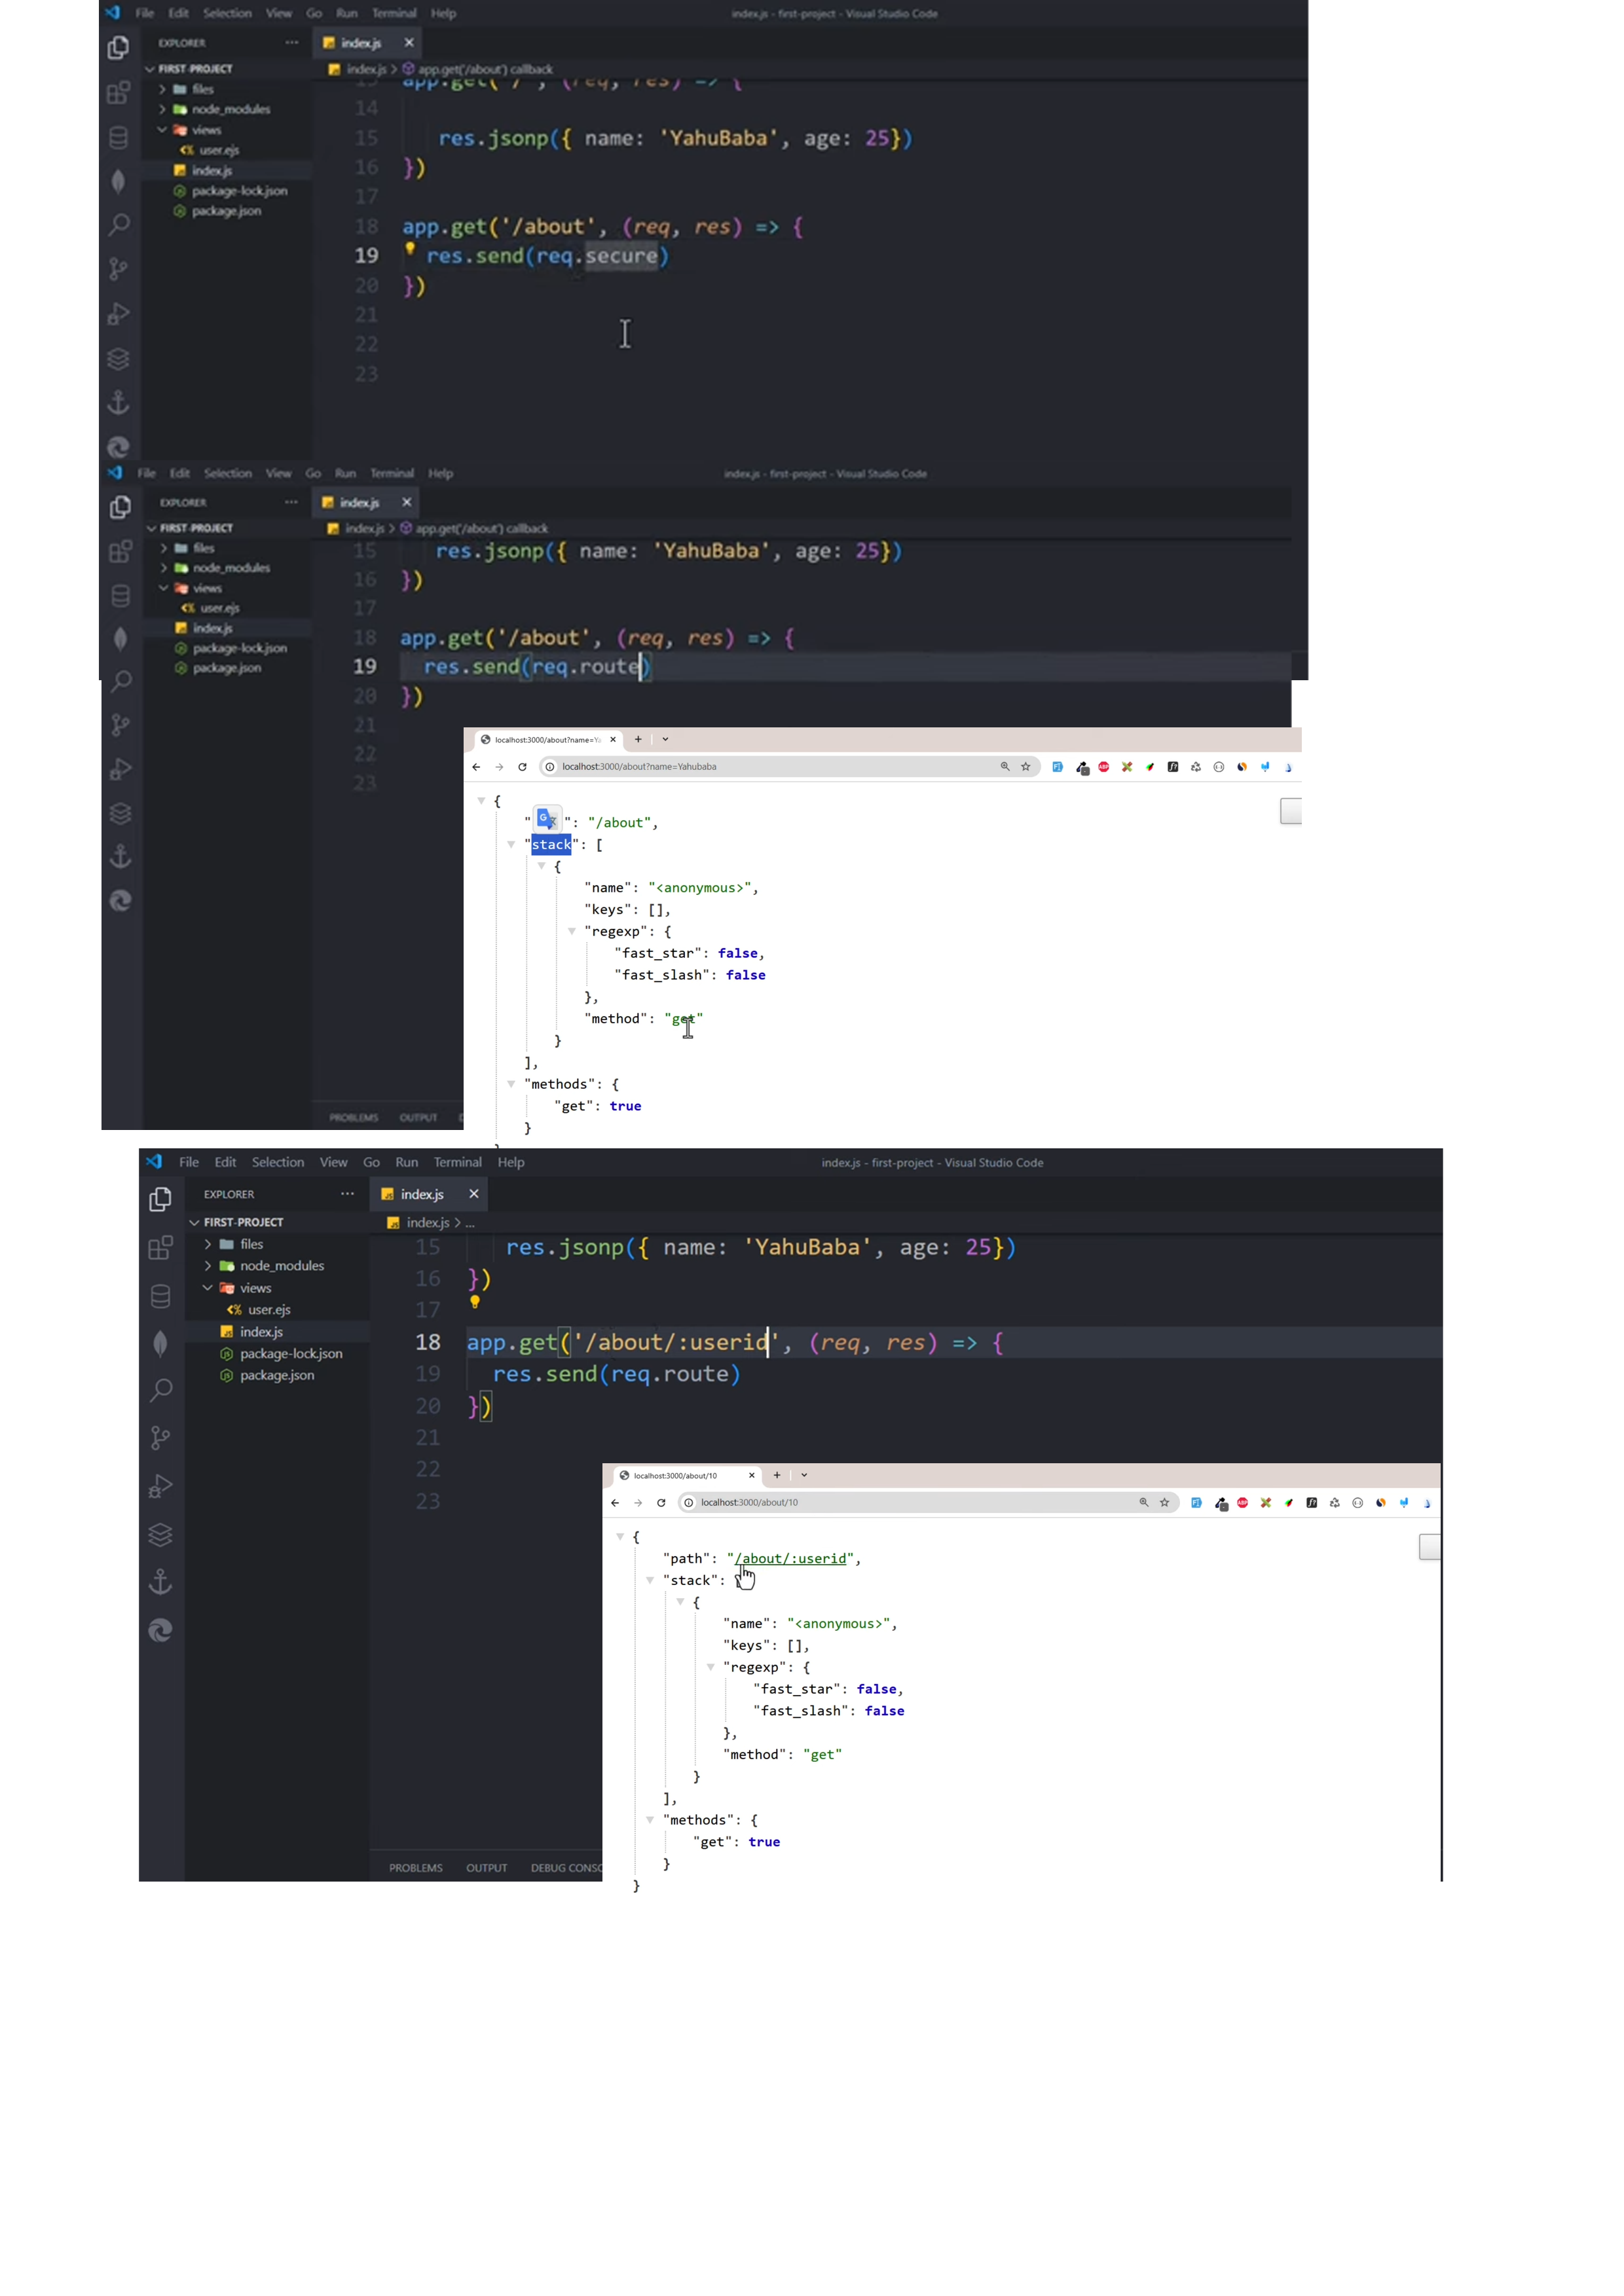 File Edit Selection View Go Run Terminal Help
index.js - first-project - Visual Studio Code
EXPLORER ···
index.js
FIRST-PROJECT
index.js > app.get('/about') callback
files
node_modules
views
user.ejs
index.js
package-lock.json
package.json
13 app.get('/', (req, res) => {
14
15 res.jsonp({ name: 'YahuBaba', age: 25})
16 })
17
18 app.get('/about', (req, res) => {
19 res.send(req.secure)
20 })
21
22
23
File Edit Selection View Go Run Terminal Help
index.js - first-project - Visual Studio Code
EXPLORER ···
index.js
FIRST-PROJECT
index.js > app.get('/about') callback
files
node_modules
views
user.ejs
index.js
package-lock.json
package.json
15 res.jsonp({ name: 'YahuBaba', age: 25})
16 })
17
18 app.get('/about', (req, res) => {
19 res.send(req.route)
20 })
21
22
23
PROBLEMS OUTPUT
localhost:3000/about?name=Ya
localhost:3000/about?name=Yahubaba
{
": "/about",
"stack": [
{
"name": "<anonymous>",
"keys": [],
"regexp": {
"fast_star": false,
"fast_slash": false
},
"method": "get"
}
],
"methods": {
"get": true
}
File Edit Selection View Go Run Terminal Help
index.js - first-project - Visual Studio Code
EXPLORER ···
index.js
FIRST-PROJECT
index.js > ...
files
node_modules
views
user.ejs
index.js
package-lock.json
package.json
15 res.jsonp({ name: 'YahuBaba', age: 25})
16 })
17
18 app.get('/about/:userid', (req, res) => {
19 res.send(req.route)
20 })
21
22
23
PROBLEMS OUTPUT DEBUG CONSO
localhost:3000/about/10
localhost:3000/about/10
{
"path": "/about/:userid",
"stack":
{
"name": "<anonymous>",
"keys": [],
"regexp": {
"fast_star": false,
"fast_slash": false
},
"method": "get"
}
],
"methods": {
"get": true
}
}